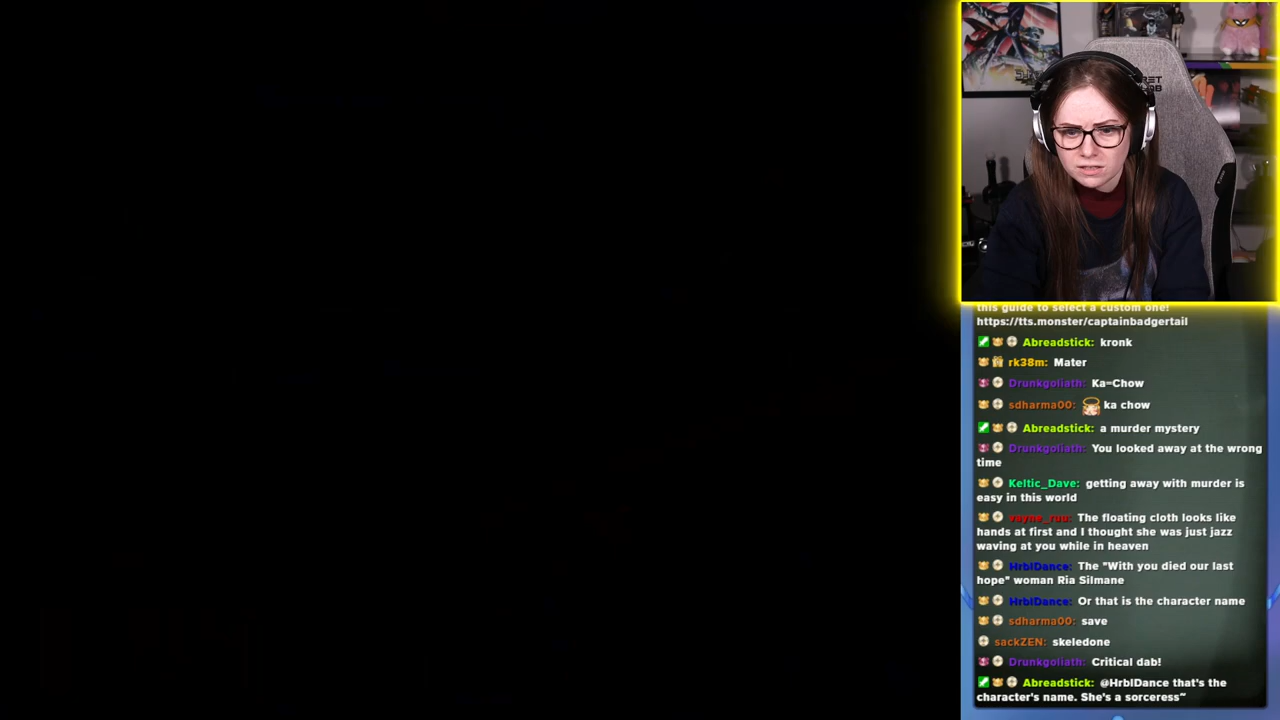 this guide to select a custom one!
https://tts.monster/captainbadgertail
Abreadstick: kronk
rk38m: Mater
Drunkgoliath: Ka=Chow
sdharma00: ka chow
Abreadstick: a murder mystery
Drunkgoliath: You looked away at the wrong
time
Keltic_Dave: getting away with murder is
easy in this world
vayne_ruu: The floating cloth looks like
hands at first and I thought she was just jazz
waving at you while in heaven
HrblDance: The "With you died our last
hope" woman Ria Silmane
HrblDance: Or that is the character name
sdharma00: save
sackZEN: skeledone
Drunkgoliath: Critical dab!
Abreadstick: @HrblDance that's the
character's name. She's a sorceress~